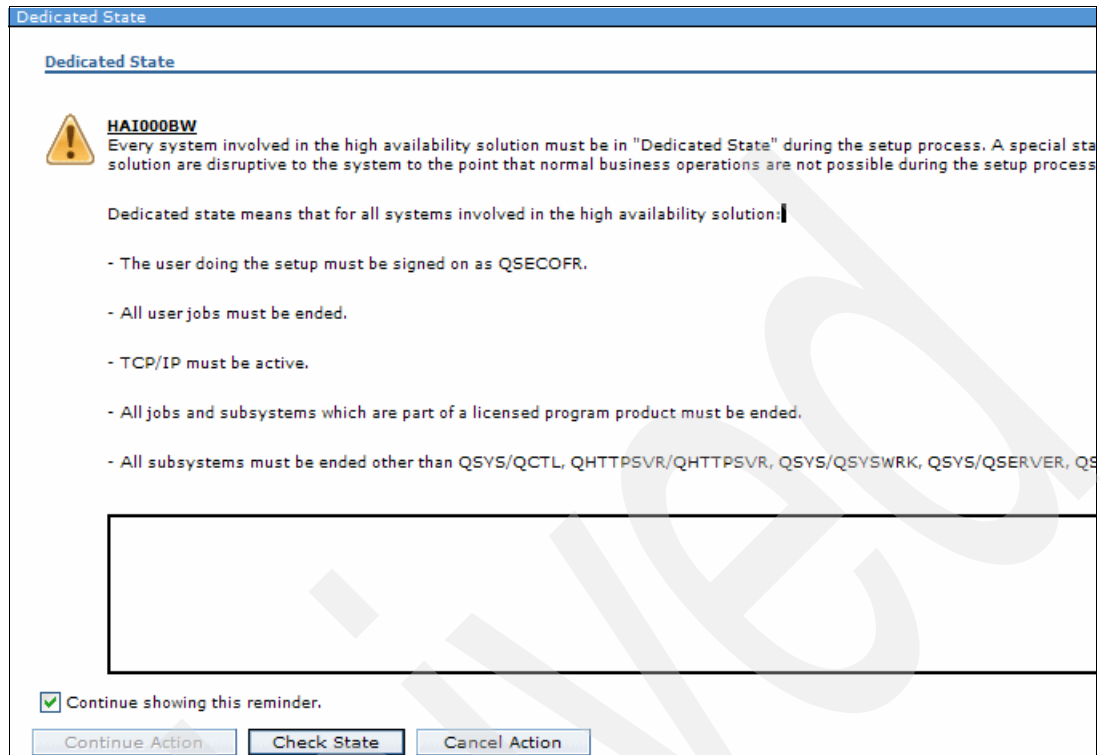 Dedicated State
Dedicated State
HAI000BW
Every system involved in the high availability solution must be in "Dedicated State" during the setup process. A special sta
solution are disruptive to the system to the point that normal business operations are not possible during the setup process
Dedicated state means that for all systems involved in the high availability solution:
- The user doing the setup must be signed on as QSECOFR.
- All user jobs must be ended.
- TCP/IP must be active.
- All jobs and subsystems which are part of a licensed program product must be ended.
- All subsystems must be ended other than QSYS/QCTL, QHTTPSVR/QHTTPSVR, QSYS/QSYSWRK, QSYS/QSERVER, QS
Continue showing this reminder.
Continue Action Check State Cancel Action